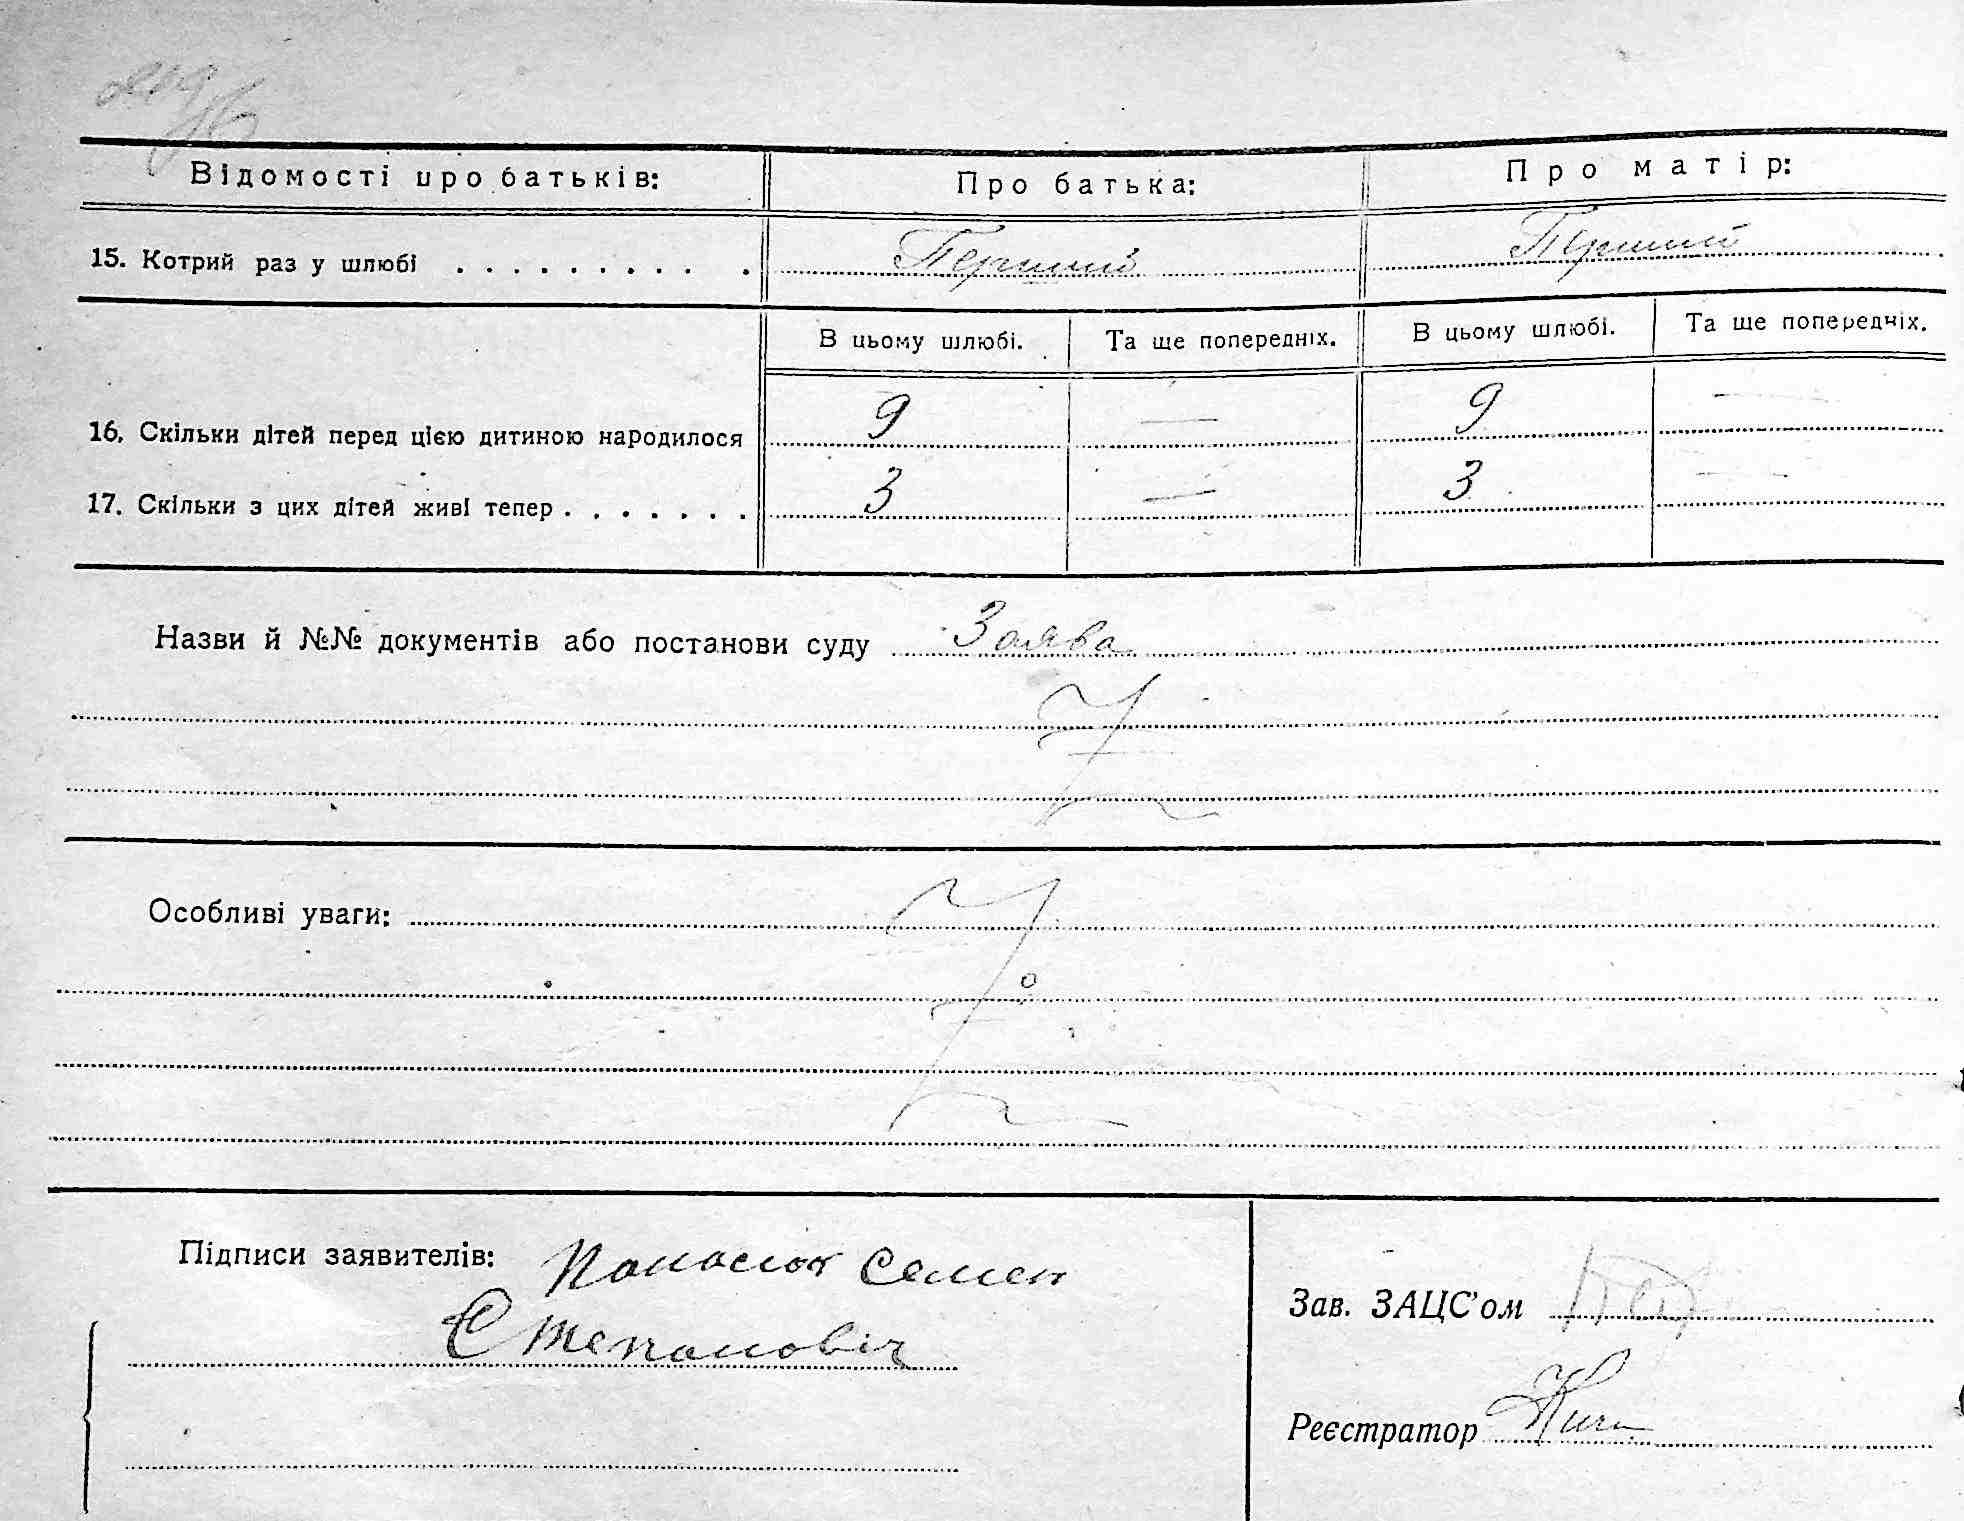 Відомості про батьків: Про батька: Про матір:
15. Котрий раз у шлюбі . . . . . . . . . . Перший Перший
В цьому шлюбі. Та ще попередніх. В цьому шлюбі. Та ще попередніх.
16. Скільки дітей перед цією дитиною народилося 9 — 9 —
17. Скільки з цих дітей живі тепер . . . . . . . 3 — 3 —
Назви й №№ документів або постанови суду Заява
Особливі уваги:
Підписи заявителів: Панасюк Семен
Степановіч
Зав. ЗАЦС'ом
Реєстратор